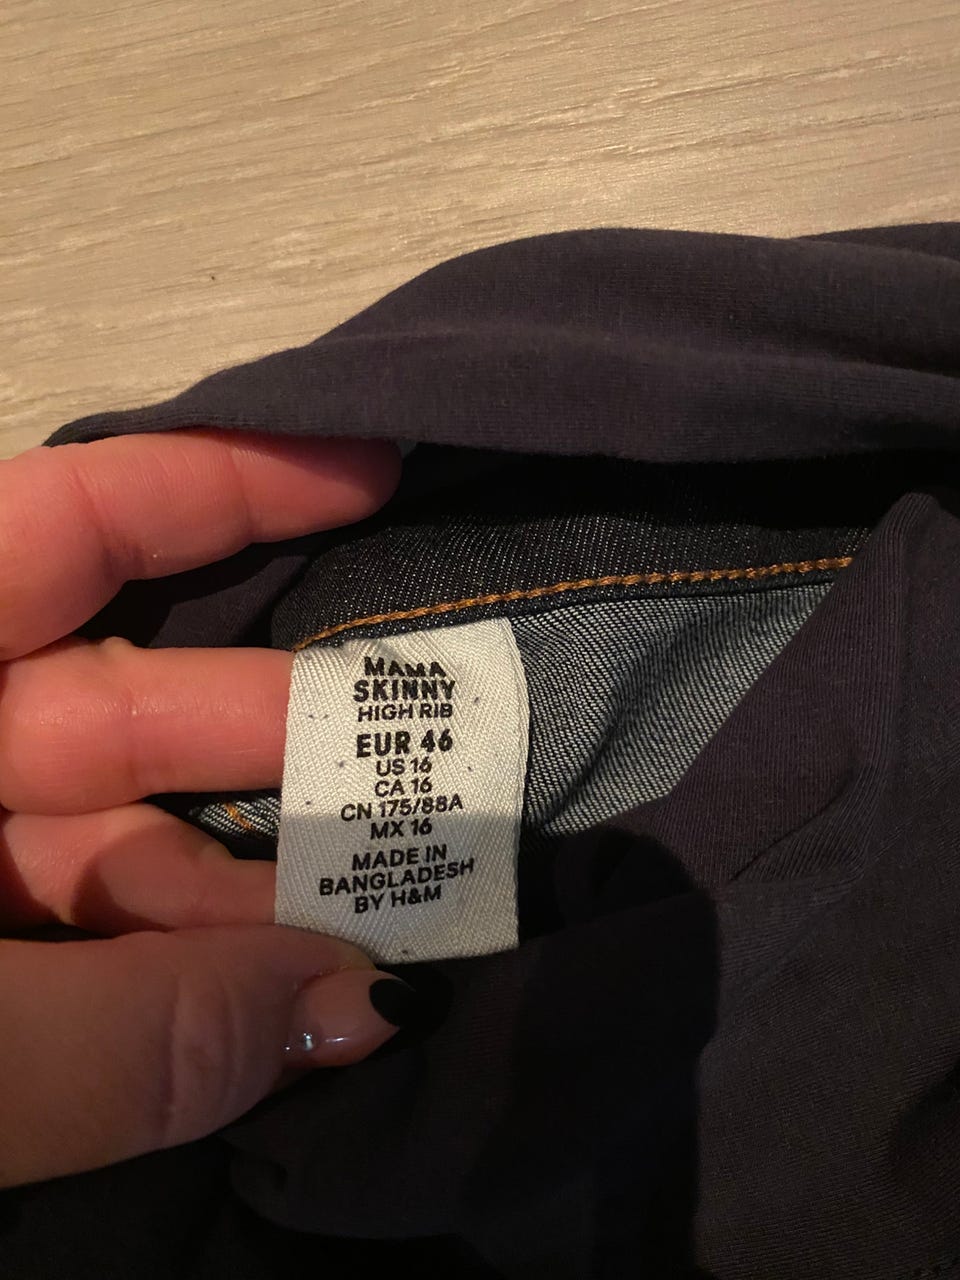 MAMA
SKINNY
HIGH RIB
EUR 46
US 16
CA 16
CN 175/88A
MX 16
MADE IN
BANGLADESH
BY H&M